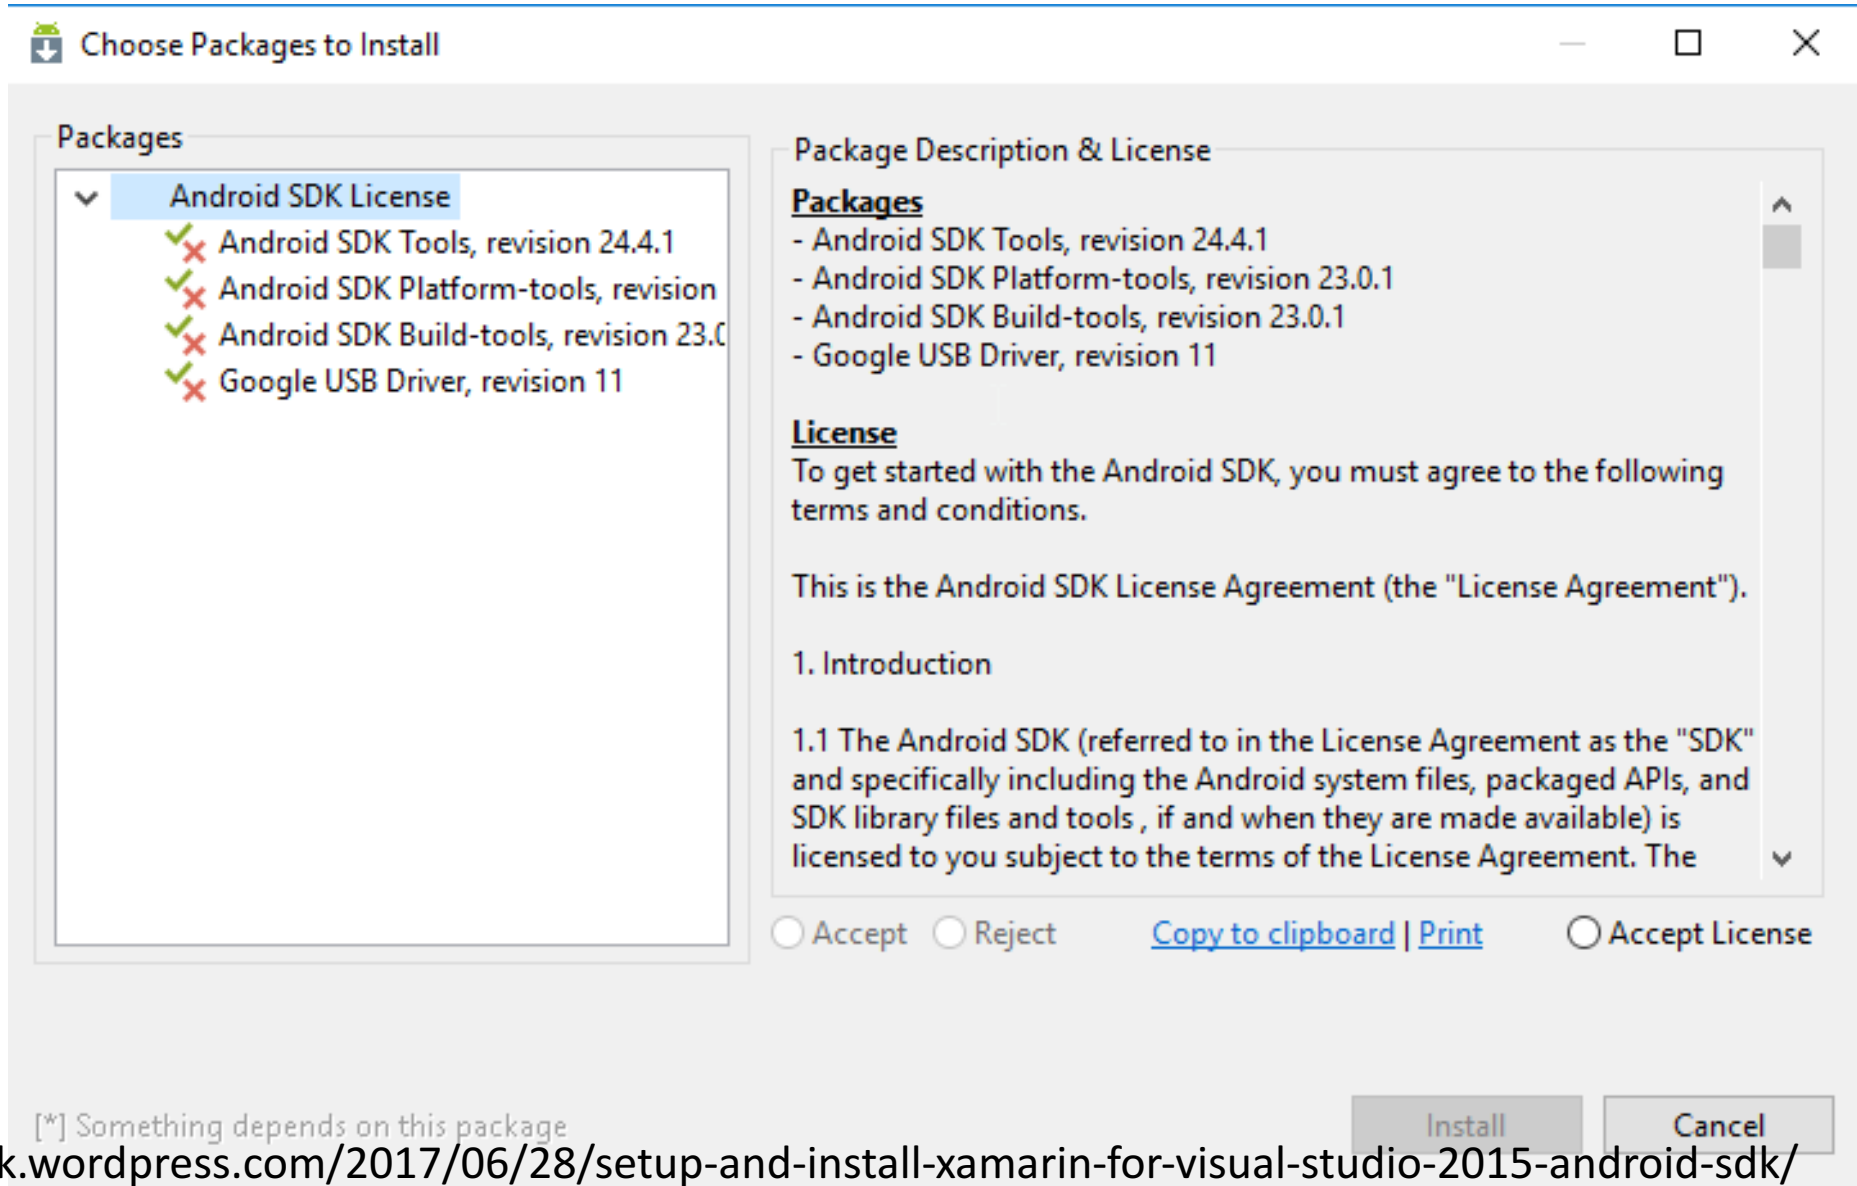 Choose Packages to Install
Packages
Android SDK License
Android SDK Tools, revision 24.4.1
Android SDK Platform-tools, revision
Android SDK Build-tools, revision 23.0
Google USB Driver, revision 11
Package Description & License
Packages
- Android SDK Tools, revision 24.4.1
- Android SDK Platform-tools, revision 23.0.1
- Android SDK Build-tools, revision 23.0.1
- Google USB Driver, revision 11
License
To get started with the Android SDK, you must agree to the following
terms and conditions.
This is the Android SDK License Agreement (the "License Agreement").
1. Introduction
1.1 The Android SDK (referred to in the License Agreement as the "SDK"
and specifically including the Android system files, packaged APIs, and
SDK library files and tools , if and when they are made available) is
licensed to you subject to the terms of the License Agreement. The
Accept Reject Copy to clipboard | Print Accept License
[*] Something depends on this package
Install Cancel
k.wordpress.com/2017/06/28/setup-and-install-xamarin-for-visual-studio-2015-android-sdk/